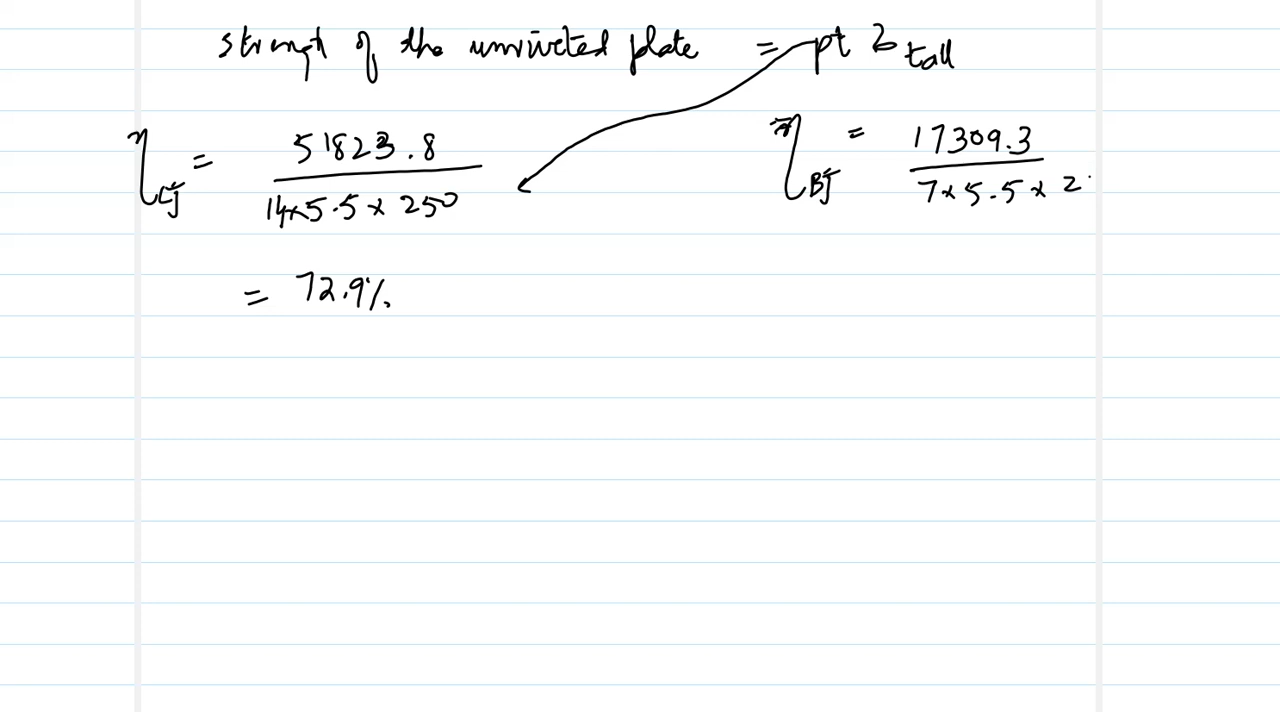 strength of the unriveted plate = pt σ_tall
η_CJ = 51823.8 / 14×5.5×250
η_BJ = 17309.3 / 7×5.5×2
= 72.9%